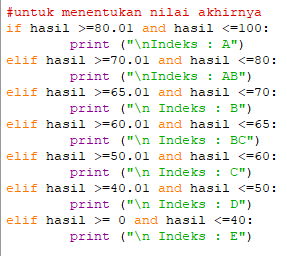 #untuk menentukan nilai akhirnya
if hasil >=80.01 and hasil <=100:
        print ("\nIndeks : A")
elif hasil >=70.01 and hasil <=80:
        print ("\nIndeks : AB")
elif hasil >=65.01 and hasil <=70:
        print ("\n Indeks : B")
elif hasil >=60.01 and hasil <=65:
        print ("\n Indeks : BC")
elif hasil >=50.01 and hasil <=60:
        print ("\n Indeks : C")
elif hasil >=40.01 and hasil <=50:
        print ("\n Indeks : D")
elif hasil >= 0 and hasil <=40:
        print ("\n Indeks : E")